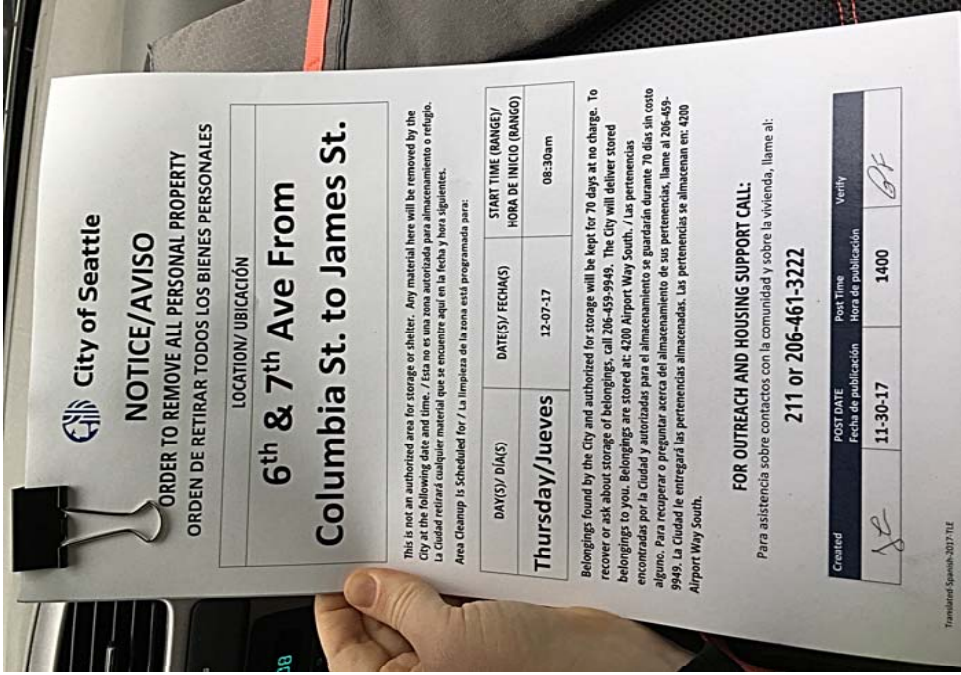 City of Seattle
NOTICE/AVISO
ORDER TO REMOVE ALL PERSONAL PROPERTY
ORDEN DE RETIRAR TODOS LOS BIENES PERSONALES
LOCATION/ UBICACIÓN
6th & 7th Ave From
Columbia St. to James St.
This is not an authorized area for storage or shelter. Any material here will be removed by the
City at the following date and time. / Esta no es una zona autorizada para almacenamiento o refugio.
La Ciudad retirará cualquier material que se encuentre aquí en la fecha y hora siguientes.
Area Cleanup Is Scheduled for / La limpieza de la zona está programada para:
DAY(S)/ DÍA(S) DATE(S)/ FECHA(S) START TIME (RANGE)/
HORA DE INICIO (RANGO)
Thursday/Jueves 12-07-17 08:30am
Belongings found by the City and authorized for storage will be kept for 70 days at no charge. To
recover or ask about storage of belongings, call 206-459-9949. The City will deliver stored
belongings to you. Belongings are stored at: 4200 Airport Way South. / Las pertenencias
encontradas por la Ciudad y autorizadas para el almacenamiento se guardarán durante 70 días sin costo
alguno. Para recuperar o preguntar acerca del almacenamiento de sus pertenencias, llame al 206-459-
9949. La Ciudad le entregará las pertenencias almacenadas. Las pertenencias se almacenan en: 4200
Airport Way South.
FOR OUTREACH AND HOUSING SUPPORT CALL:
Para asistencia sobre contactos con la comunidad y sobre la vivienda, llame al:
211 or 206-461-3222
Created POST DATE Post Time Verify
Fecha de publicación Hora de publicación
11-30-17 1400
Translated-Spanish-2017-TLE